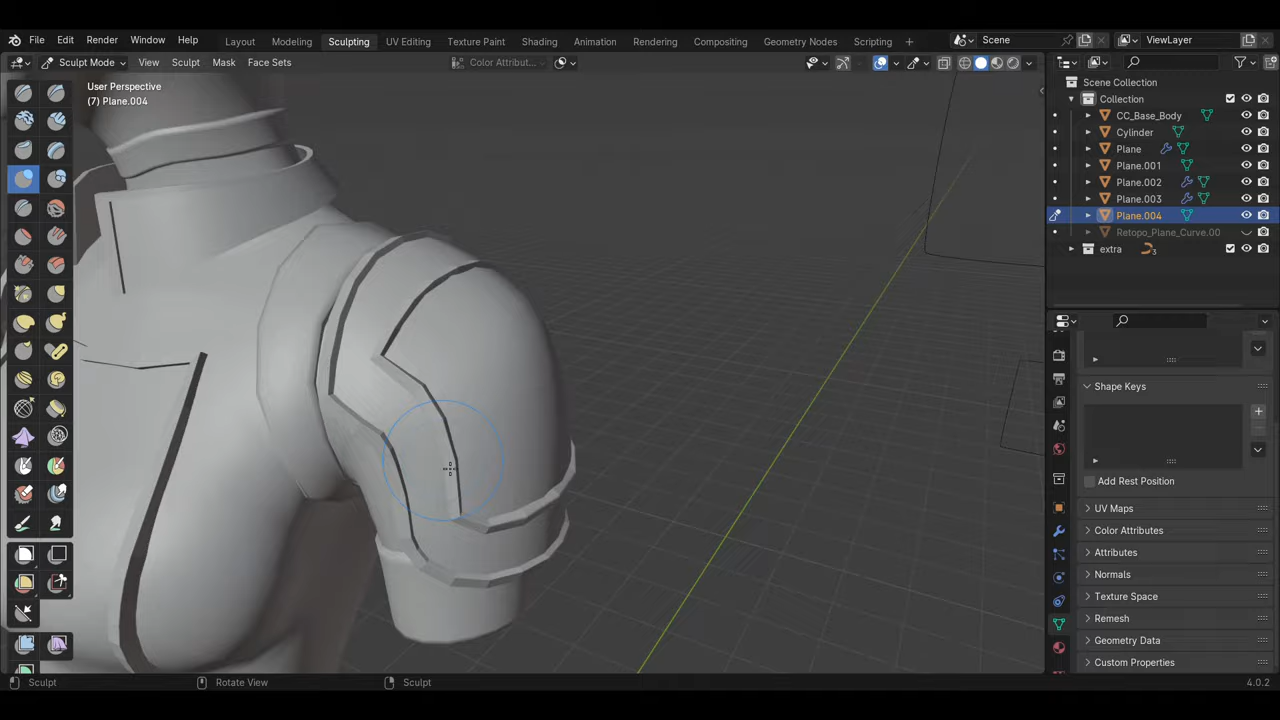 File Edit Render Window Help Layout Modeling Sculpting UV Editing Texture Paint Shading Animation Rendering Compositing Geometry Nodes Scripting + Scene ViewLayer
Sculpt Mode View Sculpt Mask Face Sets Color Attribut...
User Perspective
(7) Plane.004
Scene Collection
Collection
CC_Base_Body
Cylinder
Plane
Plane.001
Plane.002
Plane.003
Plane.004
Retopo_Plane_Curve.00
extra 3
Shape Keys
Add Rest Position
UV Maps
Color Attributes
Attributes
Normals
Texture Space
Remesh
Geometry Data
Custom Properties
Sculpt Rotate View Sculpt 4.0.2